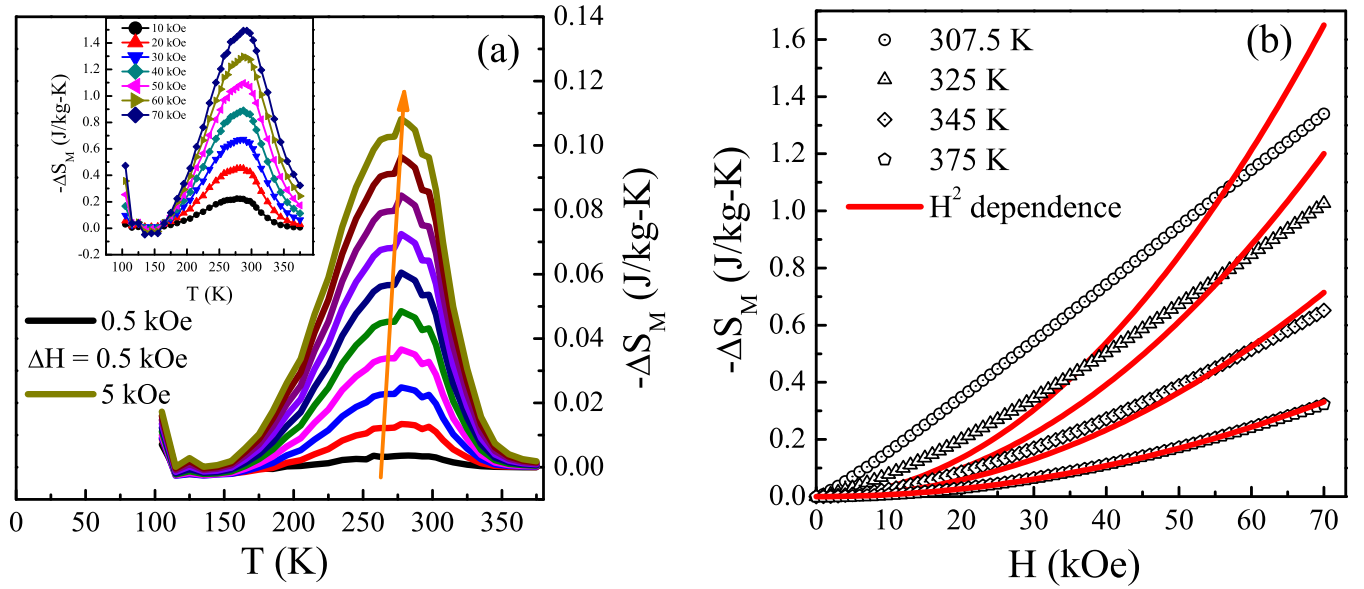 (a)
10 kOe
20 kOe
30 kOe
40 kOe
50 kOe
60 kOe
70 kOe
1.4
1.2
1.0
0.8
0.6
0.4
0.2
0.0
-0.2
-ΔS_M (J/kg-K)
100 150 200 250 300 350
T (K)
0.5 kOe
ΔH = 0.5 kOe
5 kOe
0 50 100 150 200 250 300 350
T (K)
0.14
0.12
0.10
0.08
0.06
0.04
0.02
0.00
-ΔS_M (J/kg-K)
(b)
307.5 K
325 K
345 K
375 K
H² dependence
1.6
1.4
1.2
1.0
0.8
0.6
0.4
0.2
0.0
-ΔS_M (J/kg-K)
0 10 20 30 40 50 60 70
H (kOe)